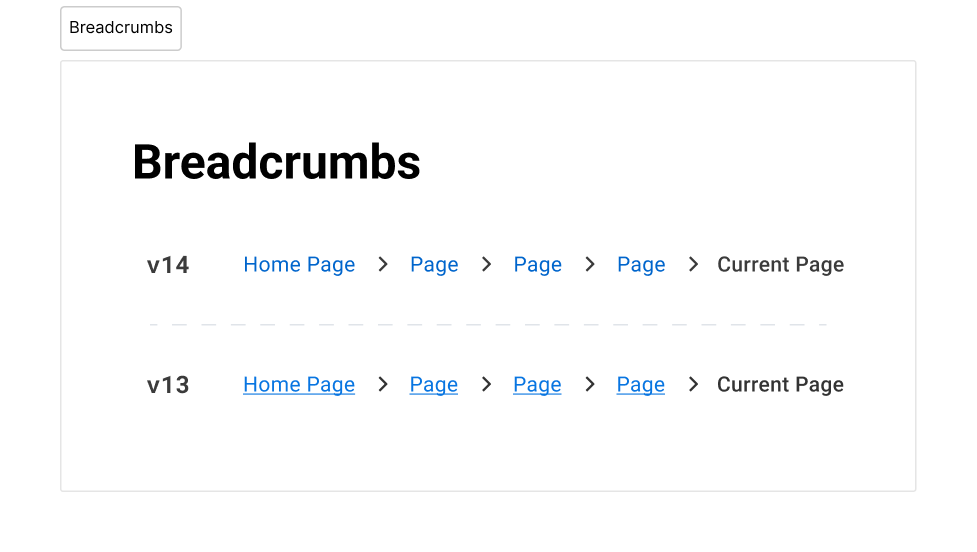 Breadcrumbs
Breadcrumbs
v14 Home Page > Page > Page > Page > Current Page
v13 Home Page > Page > Page > Page > Current Page